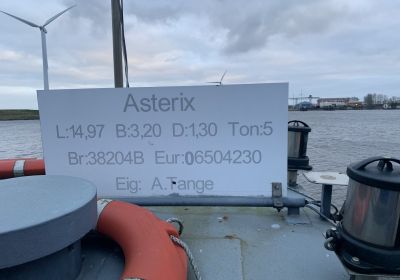 Asterix
L:14,97 B:3,20 D:1,30 Ton:5
Br:38204B Eur:06504230
Eig: A.Tange